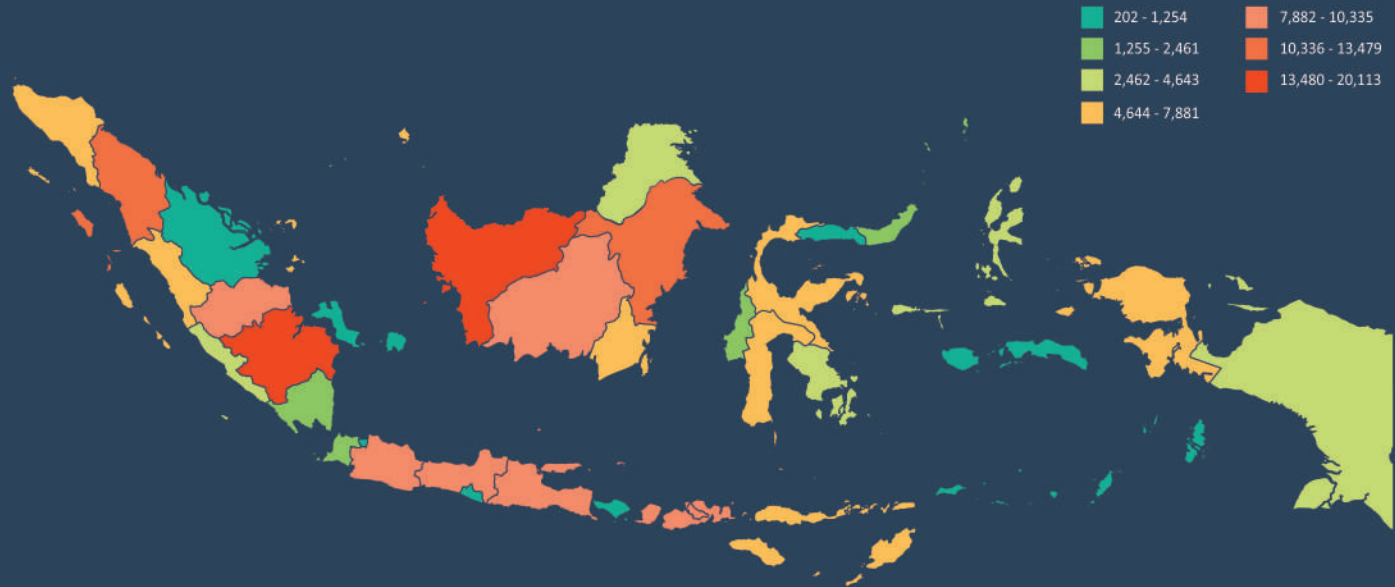 202 - 1,254
1,255 - 2,461
2,462 - 4,643
4,644 - 7,881
7,882 - 10,335
10,336 - 13,479
13,480 - 20,113